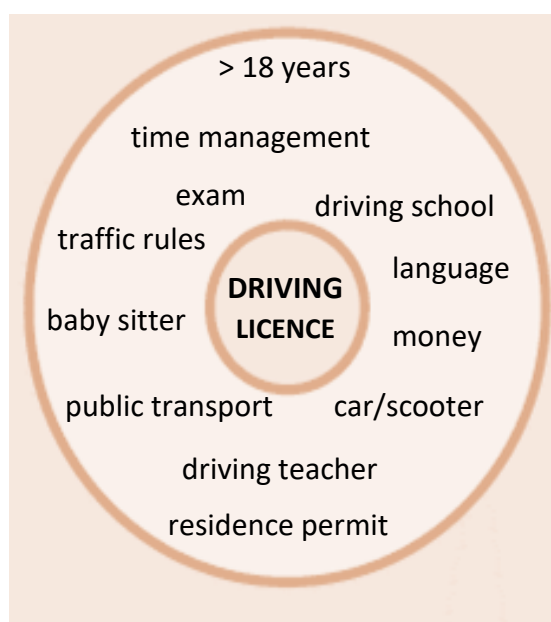 > 18 years
time management
exam
driving school
traffic rules
language
DRIVING
LICENCE
baby sitter
money
public transport
car/scooter
driving teacher
residence permit